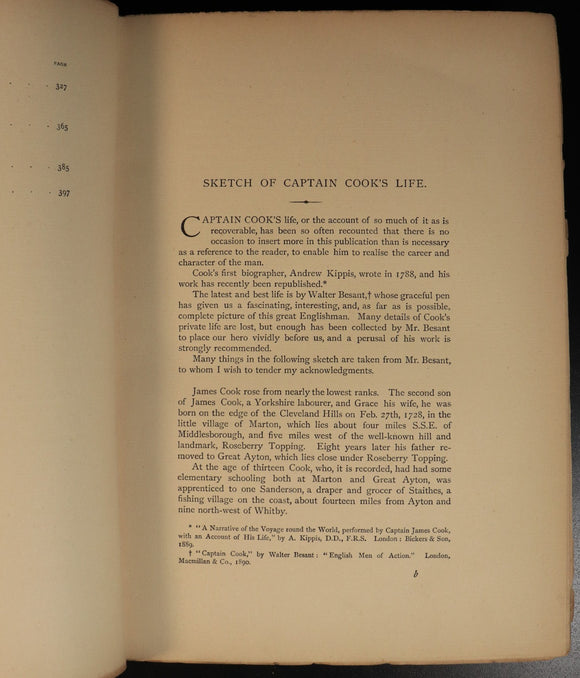 PAGE
. . . 327
. . . 365
. . . 385
. . . 397
SKETCH OF CAPTAIN COOK'S LIFE.
CAPTAIN COOK'S life, or the account of so much of it as is
recoverable, has been so often recounted that there is no
occasion to insert more in this publication than is necessary
as a reference to the reader, to enable him to realise the career and
character of the man.
Cook's first biographer, Andrew Kippis, wrote in 1788, and his
work has recently been republished.*
The latest and best life is by Walter Besant,† whose graceful pen
has given us a fascinating, interesting, and, as far as is possible,
complete picture of this great Englishman. Many details of Cook's
private life are lost, but enough has been collected by Mr. Besant
to place our hero vividly before us, and a perusal of his work is
strongly recommended.
Many things in the following sketch are taken from Mr. Besant,
to whom I wish to tender my acknowledgments.
James Cook rose from nearly the lowest ranks. The second son
of James Cook, a Yorkshire labourer, and Grace his wife, he was
born on the edge of the Cleveland Hills on Feb. 27th, 1728, in the
little village of Marton, which lies about four miles S.S.E. of
Middlesborough, and five miles west of the well-known hill and
landmark, Roseberry Topping. Eight years later his father re-
moved to Great Ayton, which lies close under Roseberry Topping.
At the age of thirteen Cook, who, it is recorded, had had some
elementary schooling both at Marton and Great Ayton, was
apprenticed to one Sanderson, a draper and grocer of Staithes, a
fishing village on the coast, about fourteen miles from Ayton and
nine north-west of Whitby.
* "A Narrative of the Voyage round the World, performed by Captain James Cook,
with an Account of His Life," by A. Kippis, D.D., F.R.S. London: Bickers & Son,
1889.
† "Captain Cook," by Walter Besant: "English Men of Action." London,
Macmillan & Co., 1890.
b